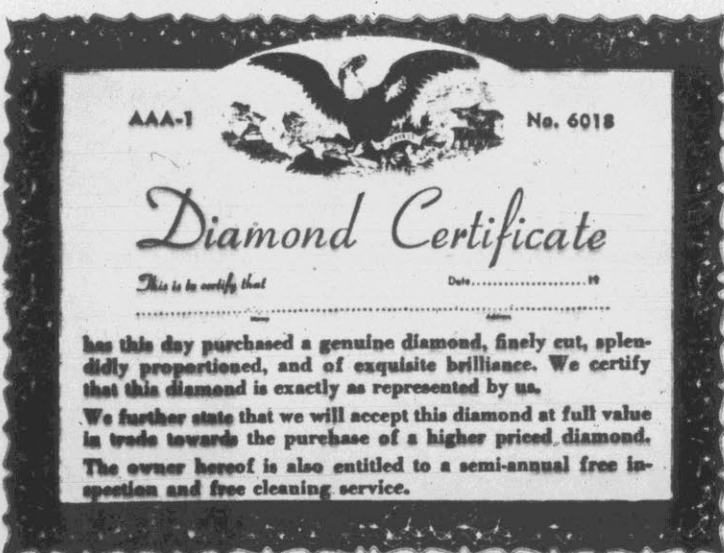 AAA-1 No. 6018
Diamond Certificate
This is to certify that Date.................... 19
Name Address
has this day purchased a genuine diamond, finely cut, splen-
didly proportioned, and of exquisite brilliance. We certify
that this diamond is exactly as represented by us.
We further state that we will accept this diamond at full value
in trade towards the purchase of a higher priced diamond.
The owner hereof is also entitled to a semi-annual free in-
spection and free cleaning service.